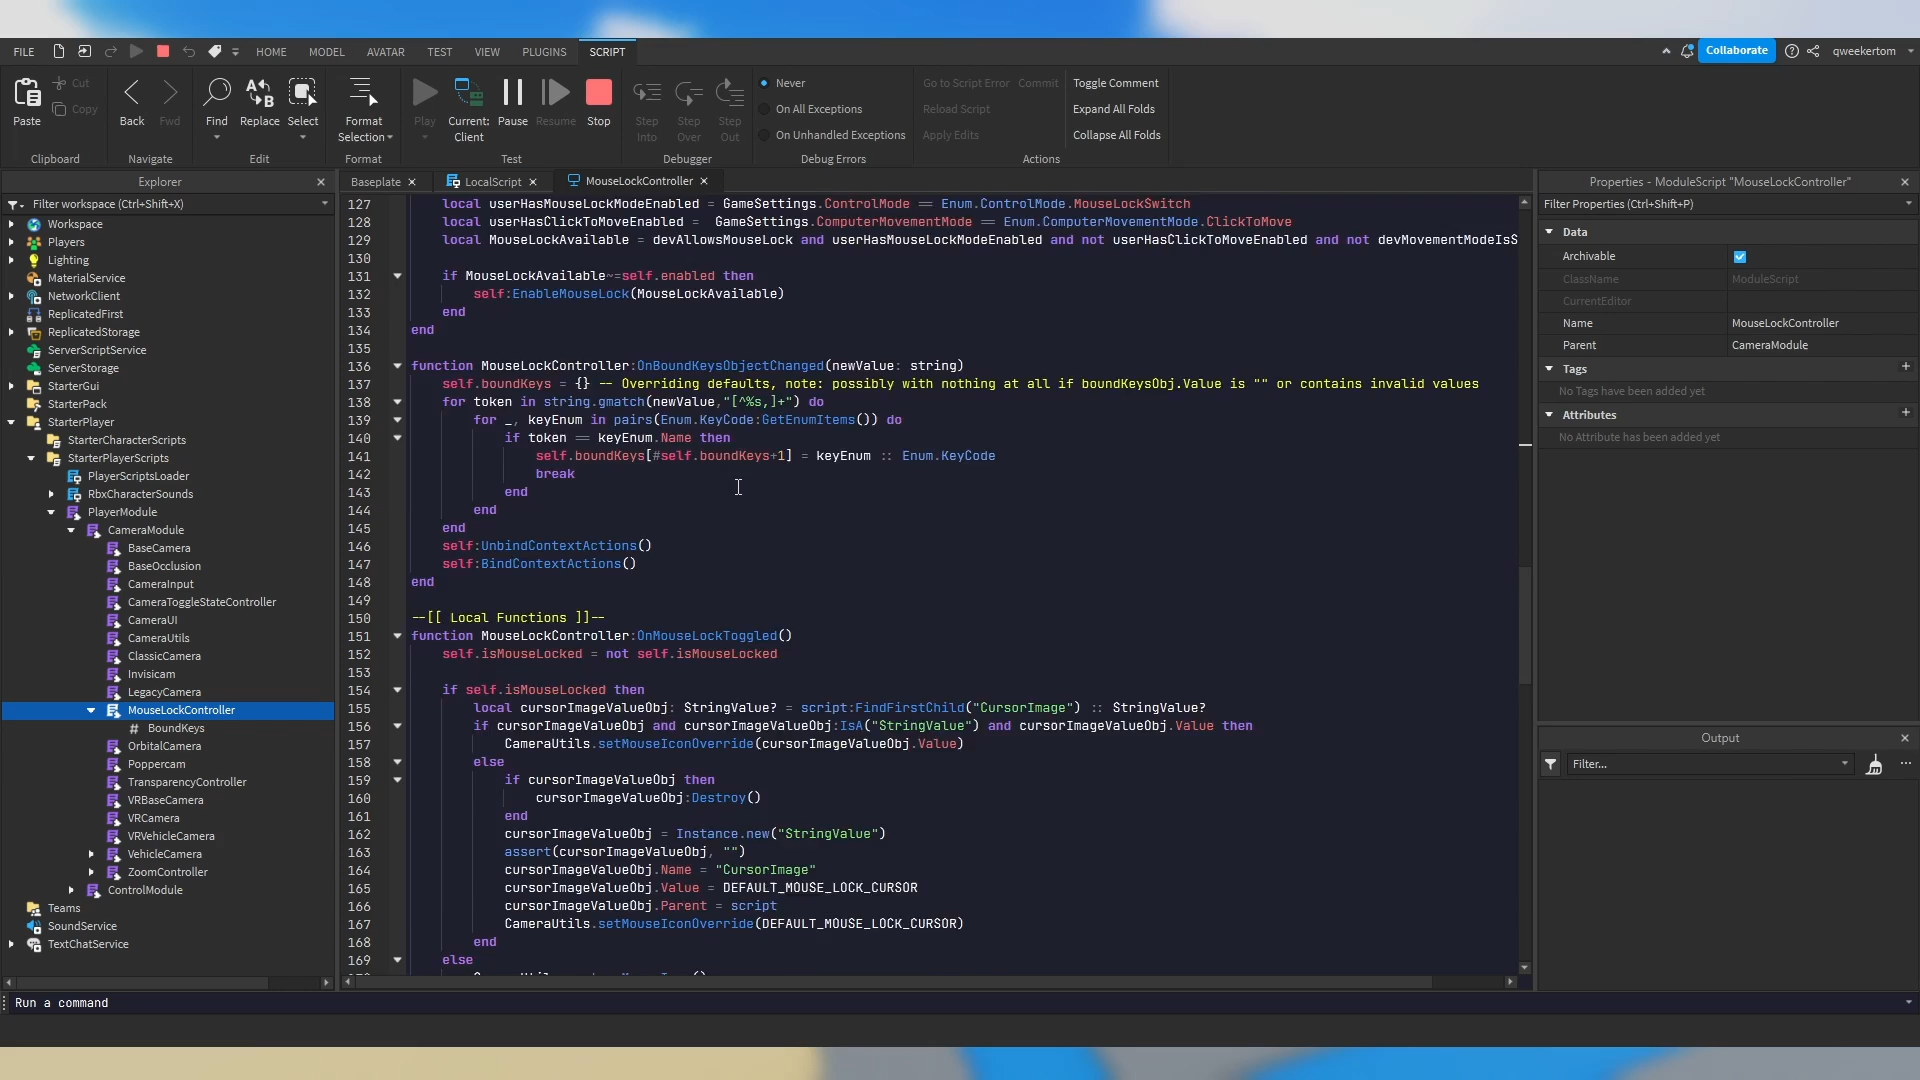 FILE
HOME
MODEL
AVATAR
TEST
VIEW
PLUGINS
SCRIPT
Collaborate
qweekertom
Paste
Cut
Copy
Clipboard
Back
Fwd
Navigate
Find
Replace
Select
Edit
Format
Selection
Format
Play
Current:
Client
Pause
Resume
Stop
Test
Step
Into
Step
Over
Step
Out
Debugger
Never
On All Exceptions
On Unhandled Exceptions
Debug Errors
Go to Script Error
Commit
Reload Script
Apply Edits
Toggle Comment
Expand All Folds
Collapse All Folds
Actions
Explorer
Filter workspace (Ctrl+Shift+X)
Workspace
Players
Lighting
MaterialService
NetworkClient
ReplicatedFirst
ReplicatedStorage
ServerScriptService
ServerStorage
StarterGui
StarterPack
StarterPlayer
StarterCharacterScripts
StarterPlayerScripts
PlayerScriptsLoader
RbxCharacterSounds
PlayerModule
CameraModule
BaseCamera
BaseOcclusion
CameraInput
CameraToggleStateController
CameraUI
CameraUtils
ClassicCamera
Invisicam
LegacyCamera
MouseLockController
# BoundKeys
OrbitalCamera
Poppercam
TransparencyController
VRBaseCamera
VRCamera
VRVehicleCamera
VehicleCamera
ZoomController
ControlModule
Teams
SoundService
TextChatService
Baseplate
LocalScript
MouseLockController
127 local userHasMouseLockModeEnabled = GameSettings.ControlMode == Enum.ControlMode.MouseLockSwitch
128 local userHasClickToMoveEnabled =  GameSettings.ComputerMovementMode == Enum.ComputerMovementMode.ClickToMove
129 local MouseLockAvailable = devAllowsMouseLock and userHasMouseLockModeEnabled and not userHasClickToMoveEnabled and not devMovementModeIsS
130
131 if MouseLockAvailable~=self.enabled then
132 self:EnableMouseLock(MouseLockAvailable)
133 end
134 end
135
136 function MouseLockController:OnBoundKeysObjectChanged(newValue: string)
137 self.boundKeys = {} -- Overriding defaults, note: possibly with nothing at all if boundKeysObj.Value is "" or contains invalid values
138 for token in string.gmatch(newValue,"[^%s,]+") do
139 for _, keyEnum in pairs(Enum.KeyCode:GetEnumItems()) do
140 if token == keyEnum.Name then
141 self.boundKeys[#self.boundKeys+1] = keyEnum :: Enum.KeyCode
142 break
143 end
144 end
145 end
146 self:UnbindContextActions()
147 self:BindContextActions()
148 end
149
150 --[[ Local Functions ]]--
151 function MouseLockController:OnMouseLockToggled()
152 self.isMouseLocked = not self.isMouseLocked
153
154 if self.isMouseLocked then
155 local cursorImageValueObj: StringValue? = script:FindFirstChild("CursorImage") :: StringValue?
156 if cursorImageValueObj and cursorImageValueObj:IsA("StringValue") and cursorImageValueObj.Value then
157 CameraUtils.setMouseIconOverride(cursorImageValueObj.Value)
158 else
159 if cursorImageValueObj then
160 cursorImageValueObj:Destroy()
161 end
162 cursorImageValueObj = Instance.new("StringValue")
163 assert(cursorImageValueObj, "")
164 cursorImageValueObj.Name = "CursorImage"
165 cursorImageValueObj.Value = DEFAULT_MOUSE_LOCK_CURSOR
166 cursorImageValueObj.Parent = script
167 CameraUtils.setMouseIconOverride(DEFAULT_MOUSE_LOCK_CURSOR)
168 end
169 else
Properties - ModuleScript "MouseLockController"
Filter Properties (Ctrl+Shift+P)
Data
Archivable
ClassName ModuleScript
CurrentEditor
Name MouseLockController
Parent CameraModule
Tags
No Tags have been added yet
Attributes
No Attribute has been added yet
Output
Filter...
Run a command